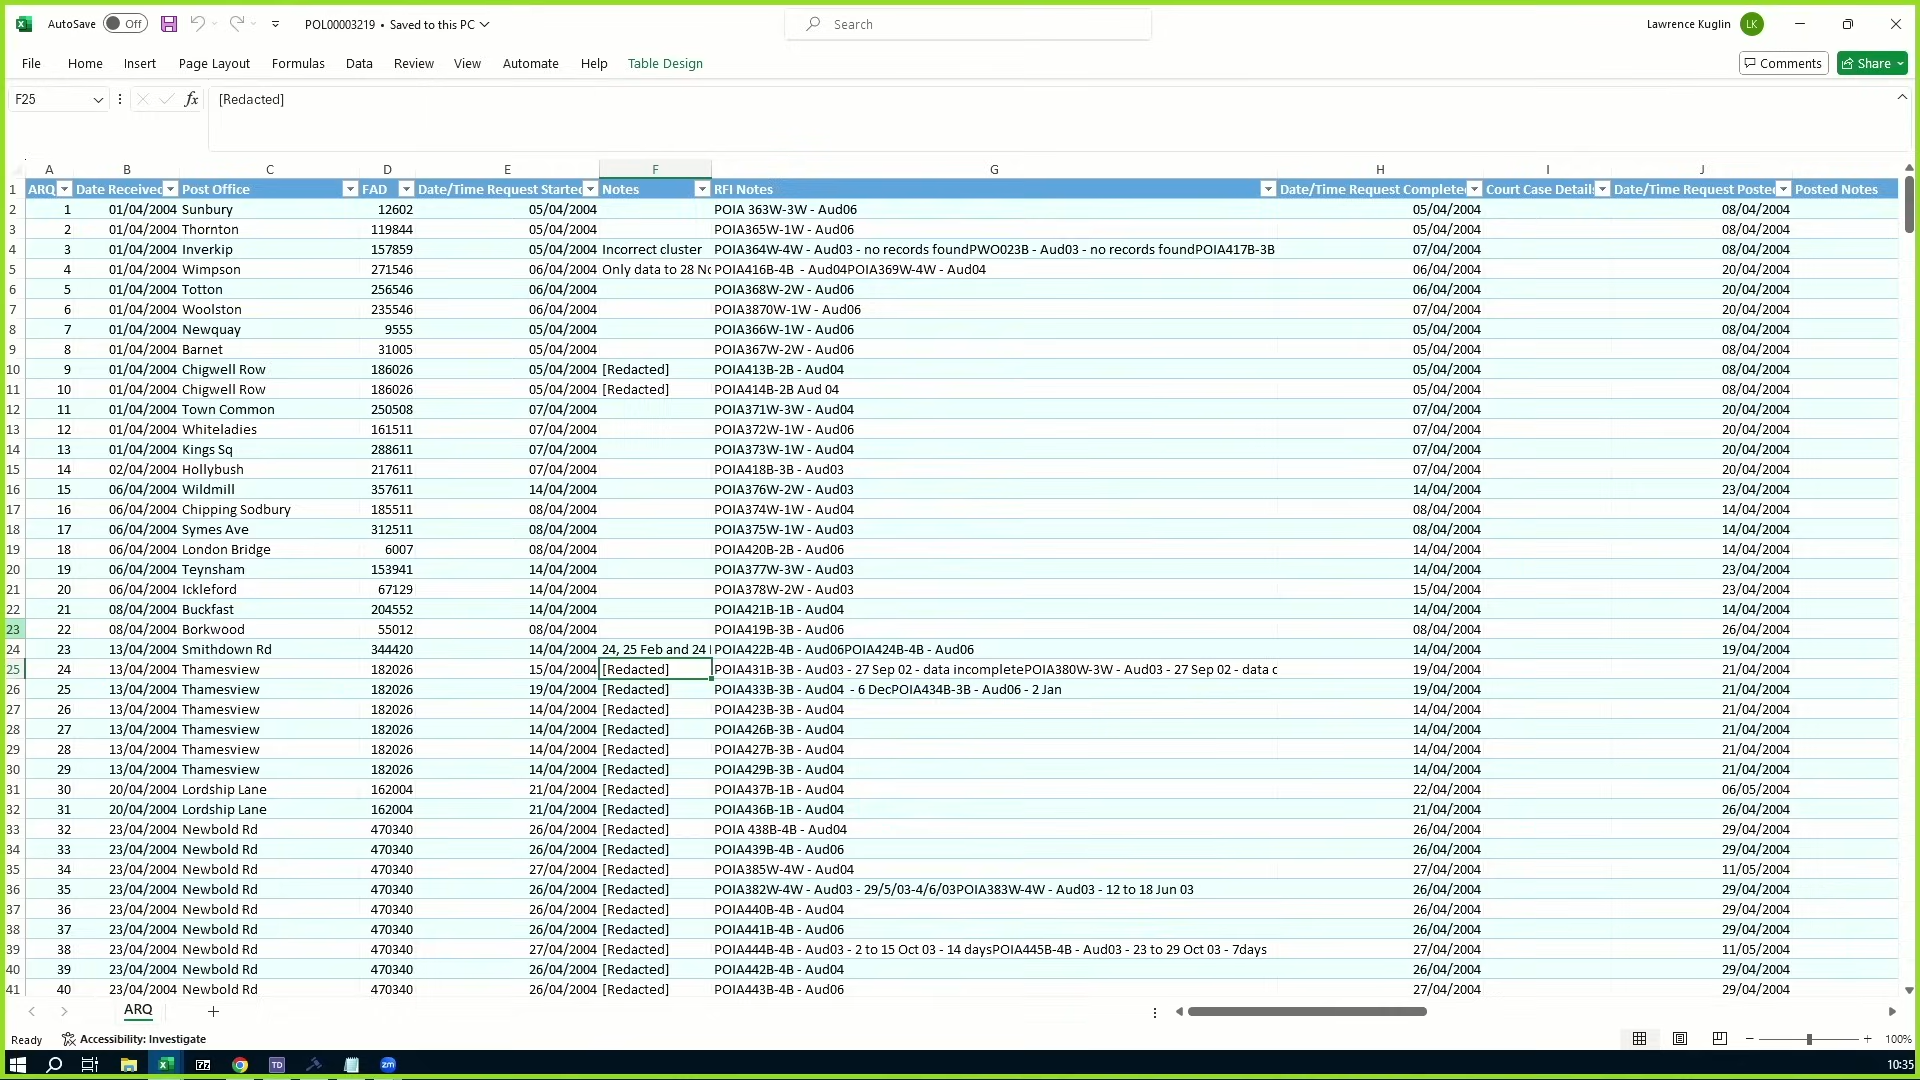 AutoSave Off POL00003219 • Saved to this PC Search Lawrence Kuglin LK
File Home Insert Page Layout Formulas Data Review View Automate Help Table Design Comments Share
F25 fx [Redacted]
A B C D E F G H I J
1 ARQ Date Received Post Office FAD Date/Time Request Started Notes RFI Notes Date/Time Request Complete Court Case Details Date/Time Request Poste Posted Notes
2 1 01/04/2004 Sunbury 12602 05/04/2004 POIA 363W-3W - Aud06 05/04/2004 08/04/2004
3 2 01/04/2004 Thornton 119844 05/04/2004 POIA365W-1W - Aud06 05/04/2004 08/04/2004
4 3 01/04/2004 Inverkip 157859 05/04/2004 Incorrect cluster POIA364W-4W - Aud03 - no records foundPWO023B - Aud03 - no records foundPOIA417B-3B 07/04/2004 08/04/2004
5 4 01/04/2004 Wimpson 271546 06/04/2004 Only data to 28 No POIA416B-4B - Aud04POIA369W-4W - Aud04 06/04/2004 20/04/2004
6 5 01/04/2004 Totton 256546 06/04/2004 POIA368W-2W - Aud06 06/04/2004 20/04/2004
7 6 01/04/2004 Woolston 235546 06/04/2004 POIA3870W-1W - Aud06 07/04/2004 20/04/2004
8 7 01/04/2004 Newquay 9555 05/04/2004 POIA366W-1W - Aud06 05/04/2004 08/04/2004
9 8 01/04/2004 Barnet 31005 05/04/2004 POIA367W-2W - Aud06 05/04/2004 08/04/2004
10 9 01/04/2004 Chigwell Row 186026 05/04/2004 [Redacted] POIA413B-2B - Aud04 05/04/2004 08/04/2004
11 10 01/04/2004 Chigwell Row 186026 05/04/2004 [Redacted] POIA414B-2B Aud 04 05/04/2004 08/04/2004
12 11 01/04/2004 Town Common 250508 07/04/2004 POIA371W-3W - Aud04 07/04/2004 20/04/2004
13 12 01/04/2004 Whiteladies 161511 07/04/2004 POIA372W-1W - Aud06 07/04/2004 20/04/2004
14 13 01/04/2004 Kings Sq 288611 07/04/2004 POIA373W-1W - Aud04 07/04/2004 20/04/2004
15 14 02/04/2004 Hollybush 217611 07/04/2004 POIA418B-3B - Aud03 07/04/2004 20/04/2004
16 15 06/04/2004 Wildmill 357611 14/04/2004 POIA376W-2W - Aud03 14/04/2004 23/04/2004
17 16 06/04/2004 Chipping Sodbury 185511 08/04/2004 POIA374W-1W - Aud04 08/04/2004 14/04/2004
18 17 06/04/2004 Symes Ave 312511 08/04/2004 POIA375W-1W - Aud03 08/04/2004 14/04/2004
19 18 06/04/2004 London Bridge 6007 08/04/2004 POIA420B-2B - Aud06 14/04/2004 14/04/2004
20 19 06/04/2004 Teynsham 153941 14/04/2004 POIA377W-3W - Aud03 14/04/2004 23/04/2004
21 20 06/04/2004 Ickleford 67129 14/04/2004 POIA378W-2W - Aud03 15/04/2004 23/04/2004
22 21 08/04/2004 Buckfast 204552 14/04/2004 POIA421B-1B - Aud04 14/04/2004 14/04/2004
23 22 08/04/2004 Borkwood 55012 08/04/2004 POIA419B-3B - Aud06 08/04/2004 26/04/2004
24 23 13/04/2004 Smithdown Rd 344420 14/04/2004 24, 25 Feb and 24 POIA422B-4B - Aud06POIA424B-4B - Aud06 14/04/2004 19/04/2004
25 24 13/04/2004 Thamesview 182026 15/04/2004 [Redacted] POIA431B-3B - Aud03 - 27 Sep 02 - data incompletePOIA380W-3W - Aud03 - 27 Sep 02 - data c 19/04/2004 21/04/2004
26 25 13/04/2004 Thamesview 182026 19/04/2004 [Redacted] POIA433B-3B - Aud04 - 6 DecPOIA434B-3B - Aud06 - 2 Jan 19/04/2004 21/04/2004
27 26 13/04/2004 Thamesview 182026 14/04/2004 [Redacted] POIA423B-3B - Aud04 14/04/2004 21/04/2004
28 27 13/04/2004 Thamesview 182026 14/04/2004 [Redacted] POIA426B-3B - Aud04 14/04/2004 21/04/2004
29 28 13/04/2004 Thamesview 182026 14/04/2004 [Redacted] POIA427B-3B - Aud04 14/04/2004 21/04/2004
30 29 13/04/2004 Thamesview 182026 14/04/2004 [Redacted] POIA429B-3B - Aud04 14/04/2004 21/04/2004
31 30 20/04/2004 Lordship Lane 162004 21/04/2004 [Redacted] POIA437B-1B - Aud04 22/04/2004 06/05/2004
32 31 20/04/2004 Lordship Lane 162004 21/04/2004 [Redacted] POIA436B-1B - Aud04 21/04/2004 26/04/2004
33 32 23/04/2004 Newbold Rd 470340 26/04/2004 [Redacted] POIA 438B-4B - Aud04 26/04/2004 29/04/2004
34 33 23/04/2004 Newbold Rd 470340 26/04/2004 [Redacted] POIA439B-4B - Aud06 26/04/2004 29/04/2004
35 34 23/04/2004 Newbold Rd 470340 27/04/2004 [Redacted] POIA385W-4W - Aud04 27/04/2004 11/05/2004
36 35 23/04/2004 Newbold Rd 470340 26/04/2004 [Redacted] POIA382W-4W - Aud03 - 29/5/03-4/6/03POIA383W-4W - Aud03 - 12 to 18 Jun 03 26/04/2004 29/04/2004
37 36 23/04/2004 Newbold Rd 470340 26/04/2004 [Redacted] POIA440B-4B - Aud04 26/04/2004 29/04/2004
38 37 23/04/2004 Newbold Rd 470340 26/04/2004 [Redacted] POIA441B-4B - Aud06 26/04/2004 29/04/2004
39 38 23/04/2004 Newbold Rd 470340 27/04/2004 [Redacted] POIA444B-4B - Aud03 - 2 to 15 Oct 03 - 14 daysPOIA445B-4B - Aud03 - 23 to 29 Oct 03 - 7days 27/04/2004 11/05/2004
40 39 23/04/2004 Newbold Rd 470340 26/04/2004 [Redacted] POIA442B-4B - Aud04 26/04/2004 29/04/2004
41 40 23/04/2004 Newbold Rd 470340 26/04/2004 [Redacted] POIA443B-4B - Aud06 27/04/2004 29/04/2004
ARQ
Ready Accessibility: Investigate 100%
7z TD zm 10:35